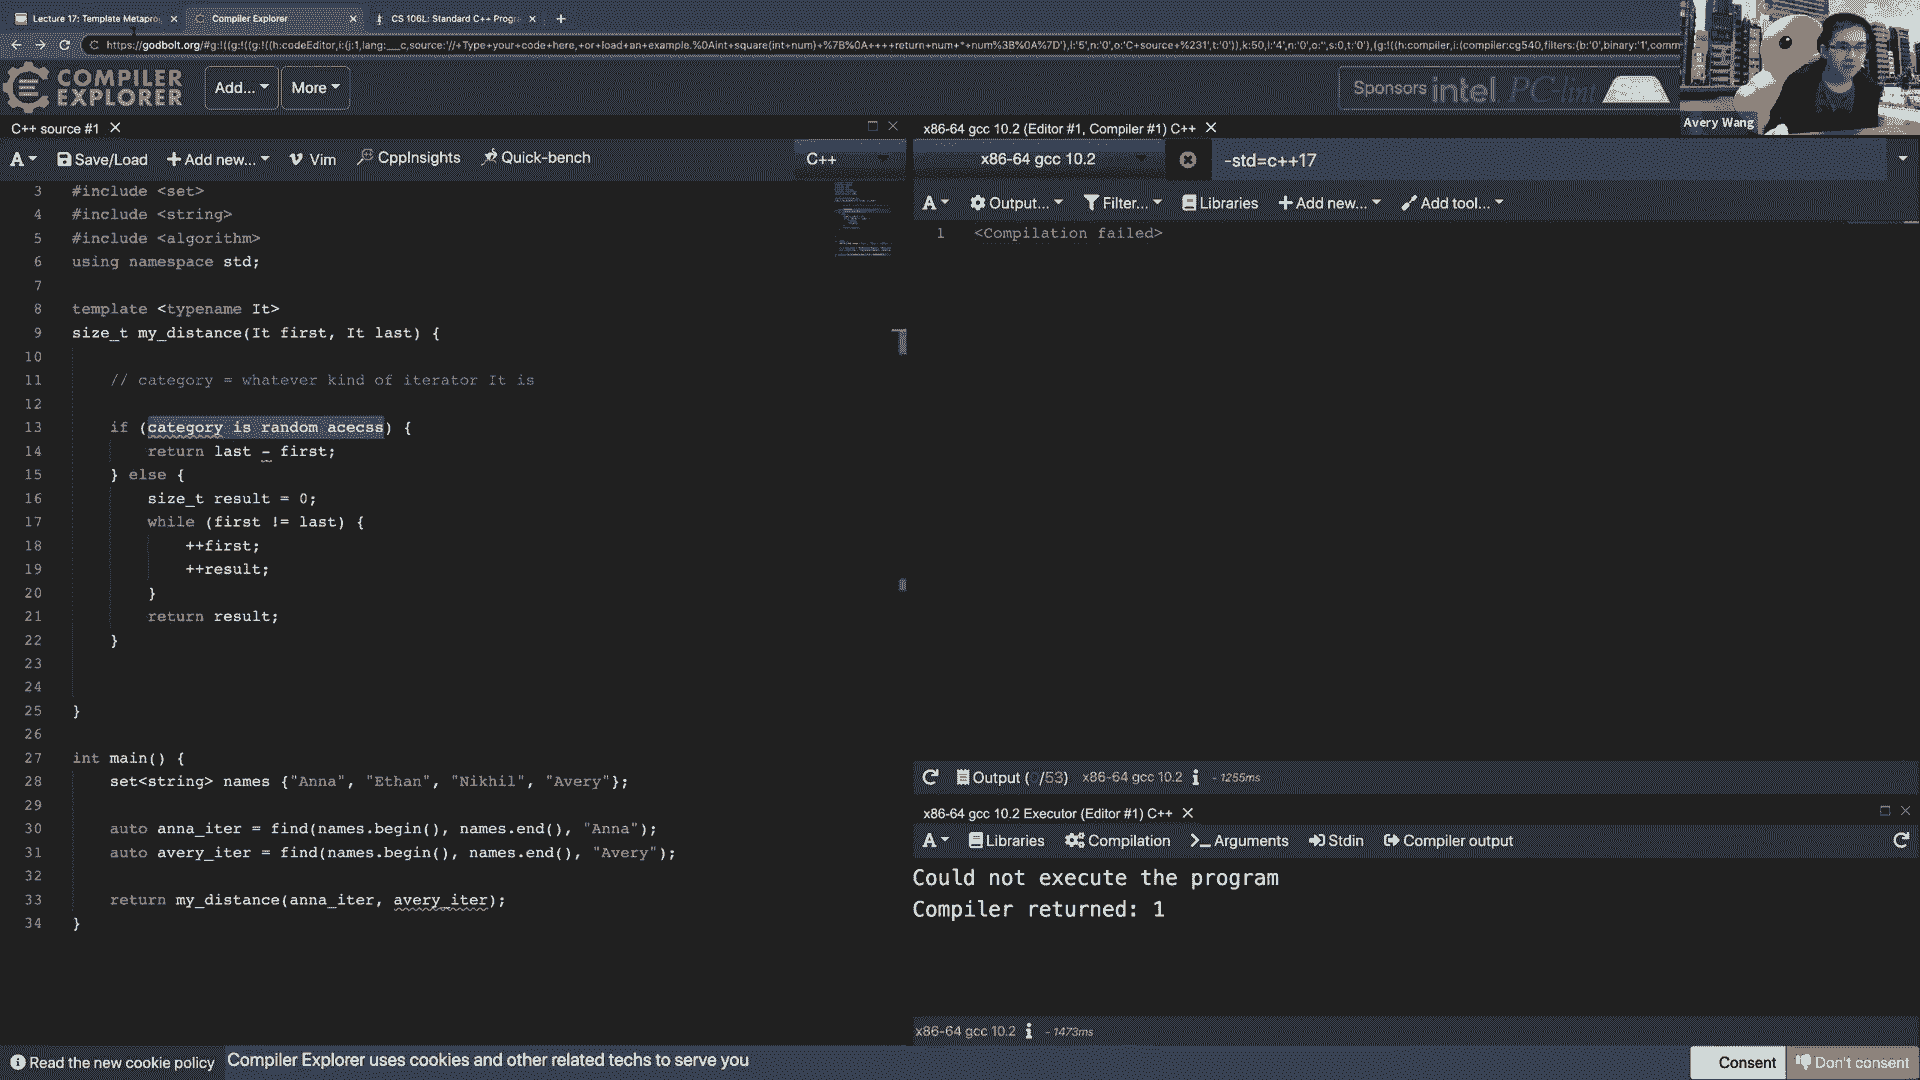 Lecture 17: Template Metapro
Compiler Explorer
CS 106L: Standard C++ Progr
https://godbolt.org/#g:!((g:!((g:!((h:codeEditor,i:(j:1,lang:___c,source:'//+Type+your+code+here,+or+load+an+example.%0Aint+square(int+num)+%7B%0A++++return+num+*+num%3B%0A%7D'),l:'5',n:'0',o:'C++source+%231',t:'0')),k:50,l:'4',n:'0',o:'',s:0,t:'0'),(g:!((h:compiler,i:(compiler:cg540,filters:(b:'0',binary:'1',comm
COMPILER
EXPLORER
Add...
More
Sponsors intel PC-lint
Avery Wang
C++ source #1
x86-64 gcc 10.2 (Editor #1, Compiler #1) C++
A Save/Load + Add new... Vim CppInsights Quick-bench
C++
x86-64 gcc 10.2
-std=c++17
A Output... Filter... Libraries + Add new... Add tool...
1 <Compilation failed>
3 #include <set>
4 #include <string>
5 #include <algorithm>
6 using namespace std;
7
8 template <typename It>
9 size_t my_distance(It first, It last) {
10
11 // category = whatever kind of iterator It is
12
13 if (category is random acecss) {
14 return last - first;
15 } else {
16 size_t result = 0;
17 while (first != last) {
18 ++first;
19 ++result;
20 }
21 return result;
22 }
23
24
25 }
26
27 int main() {
28 set<string> names {"Anna", "Ethan", "Nikhil", "Avery"};
29
30 auto anna_iter = find(names.begin(), names.end(), "Anna");
31 auto avery_iter = find(names.begin(), names.end(), "Avery");
32
33 return my_distance(anna_iter, avery_iter);
34 }
Output ( /53) x86-64 gcc 10.2 i - 1255ms
x86-64 gcc 10.2 Executor (Editor #1) C++
A Libraries Compilation Arguments Stdin Compiler output
Could not execute the program
Compiler returned: 1
x86-64 gcc 10.2 i - 1473ms
Read the new cookie policy
Compiler Explorer uses cookies and other related techs to serve you
Consent
Don't consent